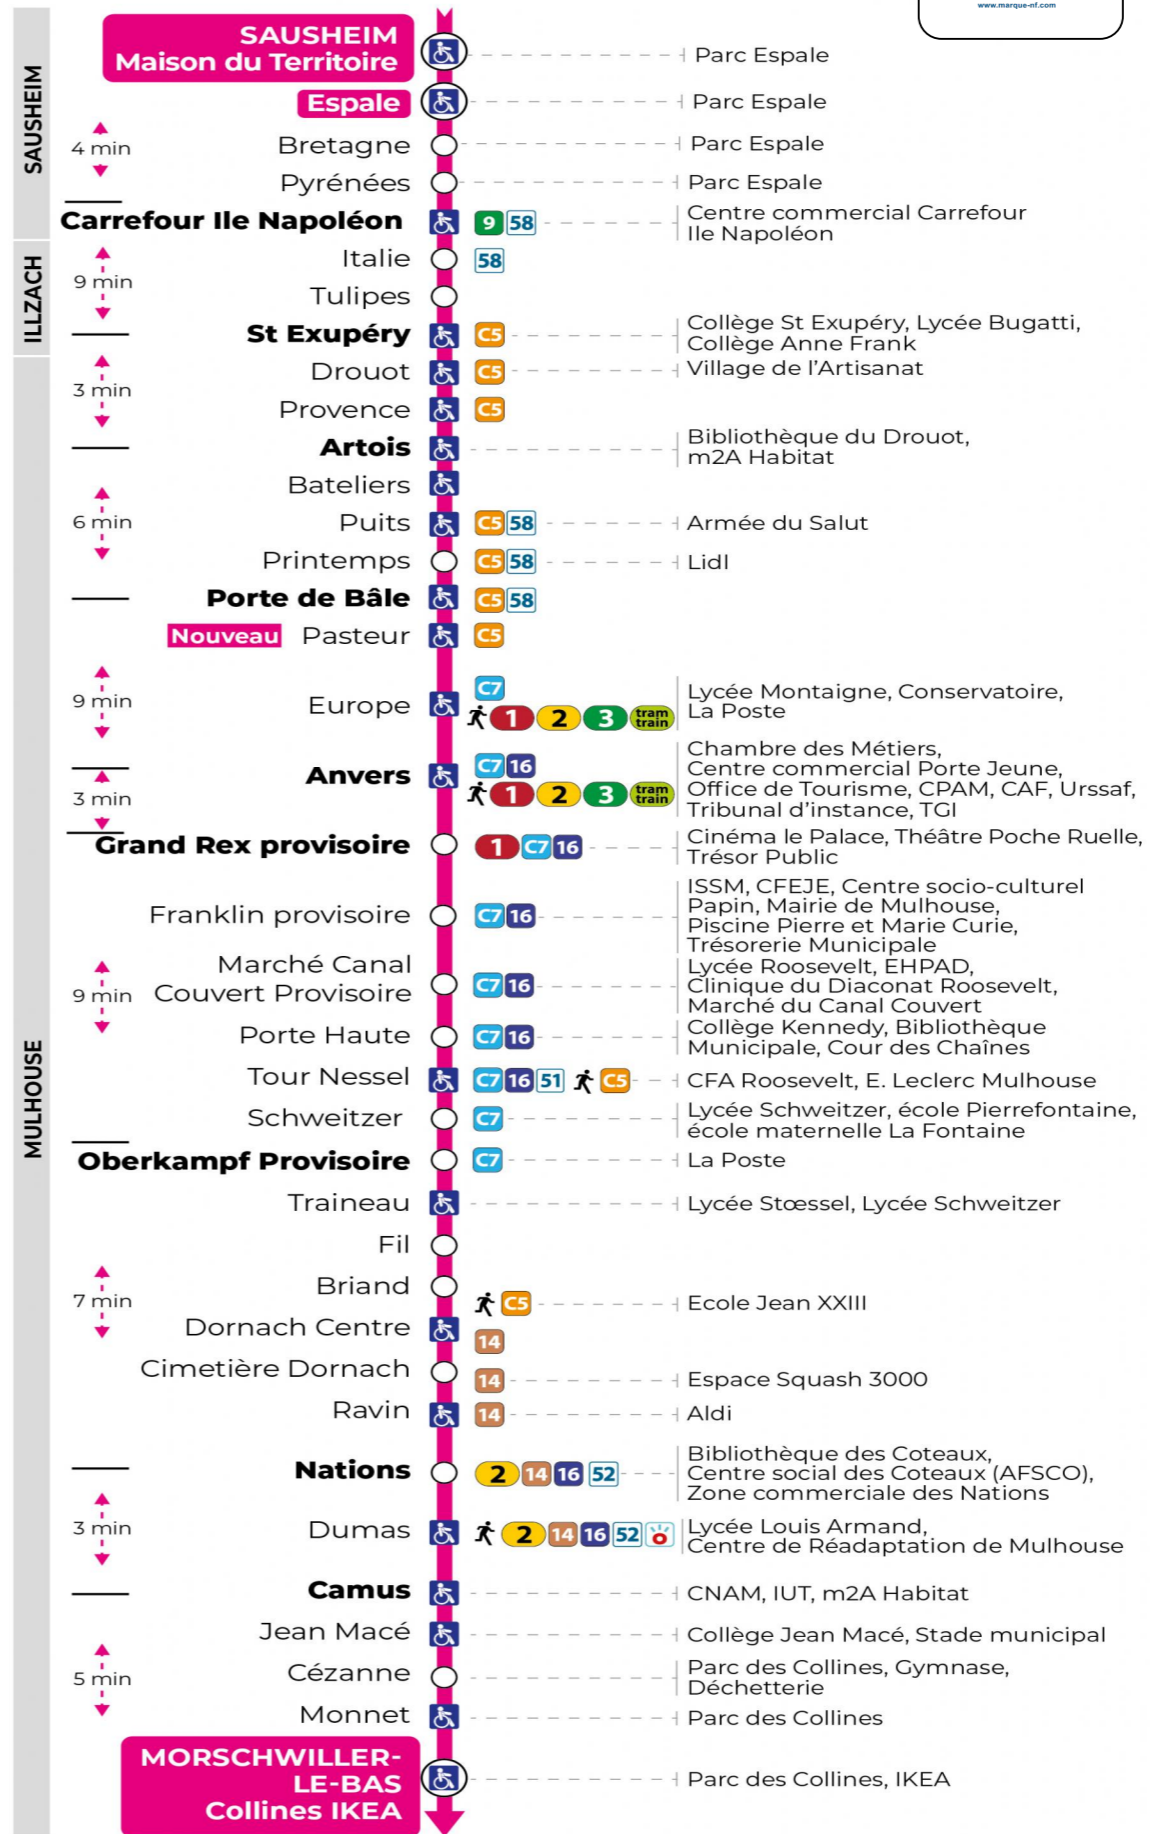 www.marque-nf.com
SAUSHEIM
SAUSHEIM
Maison du Territoire
Parc Espale
Espale
Parc Espale
4 min
Bretagne
Parc Espale
Pyrénées
Parc Espale
Carrefour Ile Napoléon
9 58
Centre commercial Carrefour
Ile Napoléon
ILLZACH
9 min
Italie
58
Tulipes
St Exupéry
C5
Collège St Exupéry, Lycée Bugatti,
Collège Anne Frank
MULHOUSE
3 min
Drouot
C5
Village de l'Artisanat
Provence
C5
Artois
Bibliothèque du Drouot,
m2A Habitat
Bateliers
6 min
Puits
C5 58
Armée du Salut
Printemps
C5 58
Lidl
Porte de Bâle
C5 58
Nouveau Pasteur
C5
9 min
Europe
C7
1 2 3 tram train
Lycée Montaigne, Conservatoire,
La Poste
Anvers
C7 16
1 2 3 tram train
Chambre des Métiers,
Centre commercial Porte Jeune,
Office de Tourisme, CPAM, CAF, Urssaf,
Tribunal d'instance, TGI
3 min
Grand Rex provisoire
1 C7 16
Cinéma le Palace, Théâtre Poche Ruelle,
Trésor Public
Franklin provisoire
C7 16
ISSM, CFEJE, Centre socio-culturel
Papin, Mairie de Mulhouse,
Piscine Pierre et Marie Curie,
Trésorerie Municipale
9 min
Marché Canal
Couvert Provisoire
C7 16
Lycée Roosevelt, EHPAD,
Clinique du Diaconat Roosevelt,
Marché du Canal Couvert
Porte Haute
C7 16
Collège Kennedy, Bibliothèque
Municipale, Cour des Chaînes
Tour Nessel
C7 16 51 C5
CFA Roosevelt, E. Leclerc Mulhouse
Schweitzer
C7
Lycée Schweitzer, école Pierrefontaine,
école maternelle La Fontaine
Oberkampf Provisoire
C7
La Poste
Traineau
Lycée Stœssel, Lycée Schweitzer
Fil
7 min
Briand
C5
Ecole Jean XXIII
Dornach Centre
14
Cimetière Dornach
14
Espace Squash 3000
Ravin
14
Aldi
Nations
2 14 16 52
Bibliothèque des Coteaux,
Centre social des Coteaux (AFSCO),
Zone commerciale des Nations
3 min
Dumas
2 14 16 52
Lycée Louis Armand,
Centre de Réadaptation de Mulhouse
Camus
CNAM, IUT, m2A Habitat
Jean Macé
Collège Jean Macé, Stade municipal
5 min
Cézanne
Parc des Collines, Gymnase,
Déchetterie
Monnet
Parc des Collines
MORSCHWILLER-
LE-BAS
Collines IKEA
Parc des Collines, IKEA